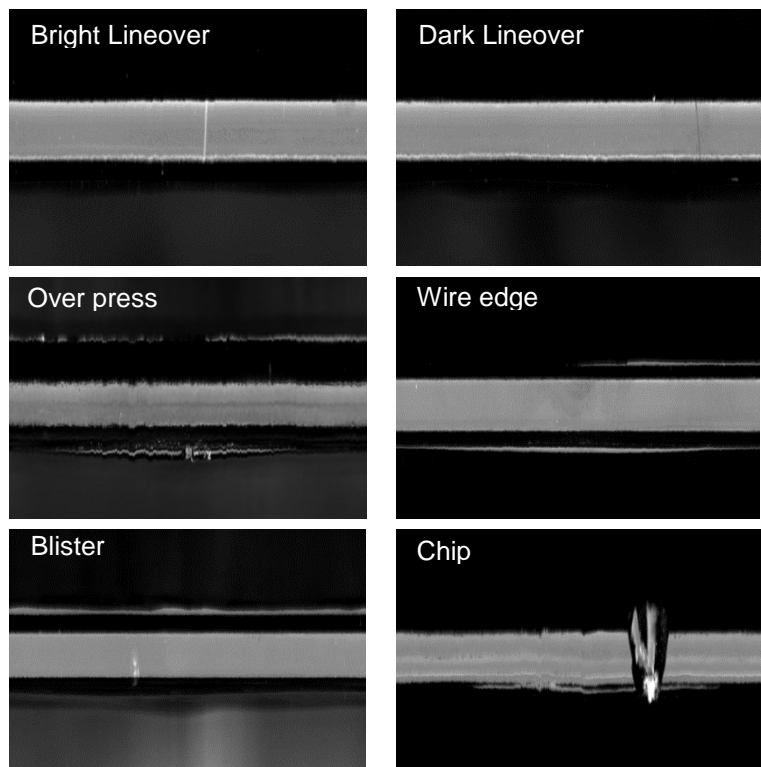 Bright Lineover
Dark Lineover
Over press
Wire edge
Blister
Chip